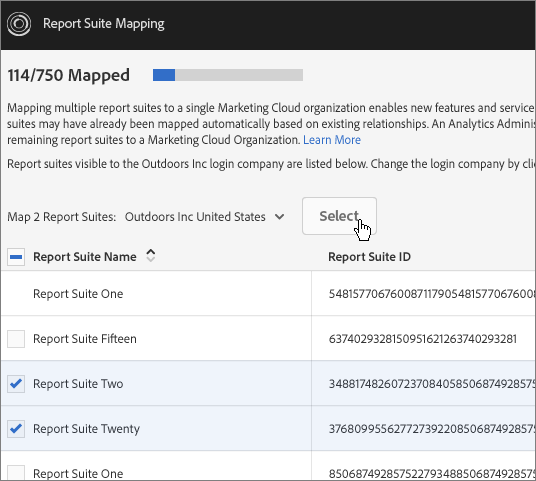 Report Suite Mapping
114/750 Mapped
Mapping multiple report suites to a single Marketing Cloud organization enables new features and service
suites may have already been mapped automatically based on existing relationships. An Analytics Adminis
remaining report suites to a Marketing Cloud Organization. Learn More
Report suites visible to the Outdoors Inc login company are listed below. Change the login company by clic
Map 2 Report Suites: Outdoors Inc United States Select
Report Suite Name Report Suite ID
Report Suite One 548157706760087117905481577067600
Report Suite Fifteen 6374029328150951621263740293281
Report Suite Two 348817482607237084058506874928575
Report Suite Twenty 376809955627727392208506874928575
Report Suite One 8506874928575227934885068749285